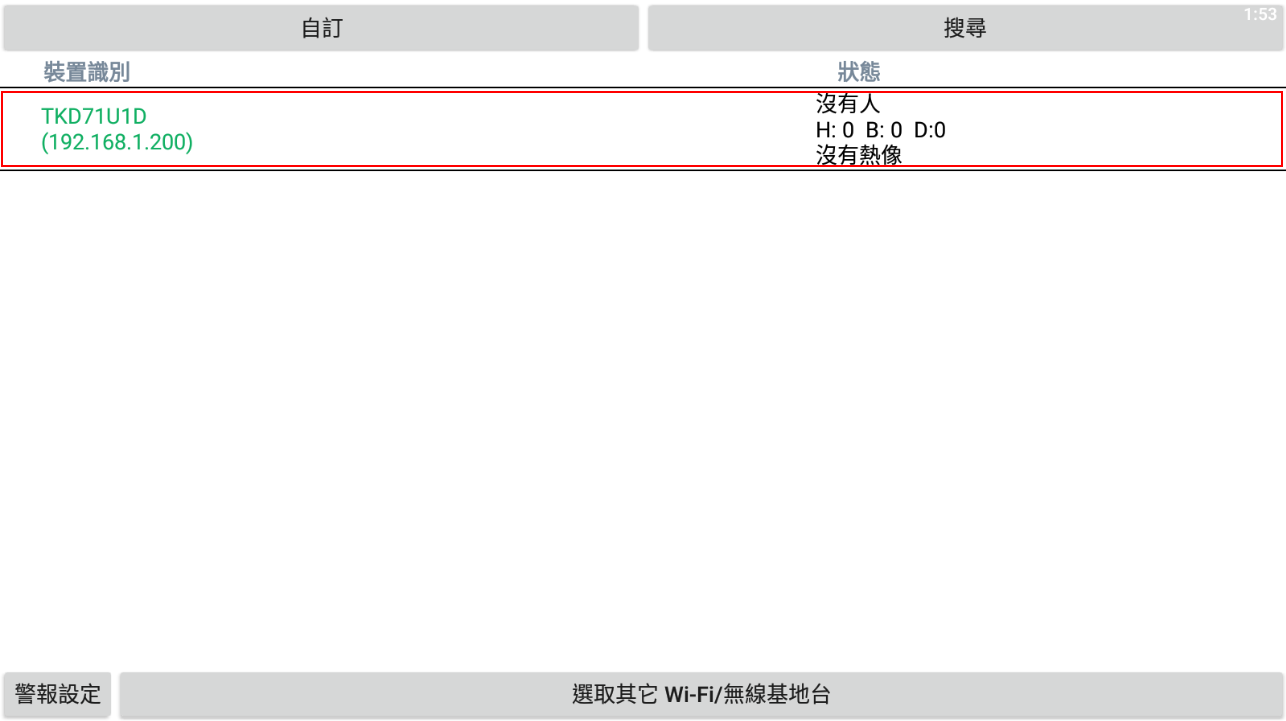 自訂
搜尋
1:53
裝置識別
狀態
TKD71U1D
(192.168.1.200)
沒有人
H: 0 B: 0 D:0
沒有熱像
警報設定
選取其它 Wi-Fi/無線基地台